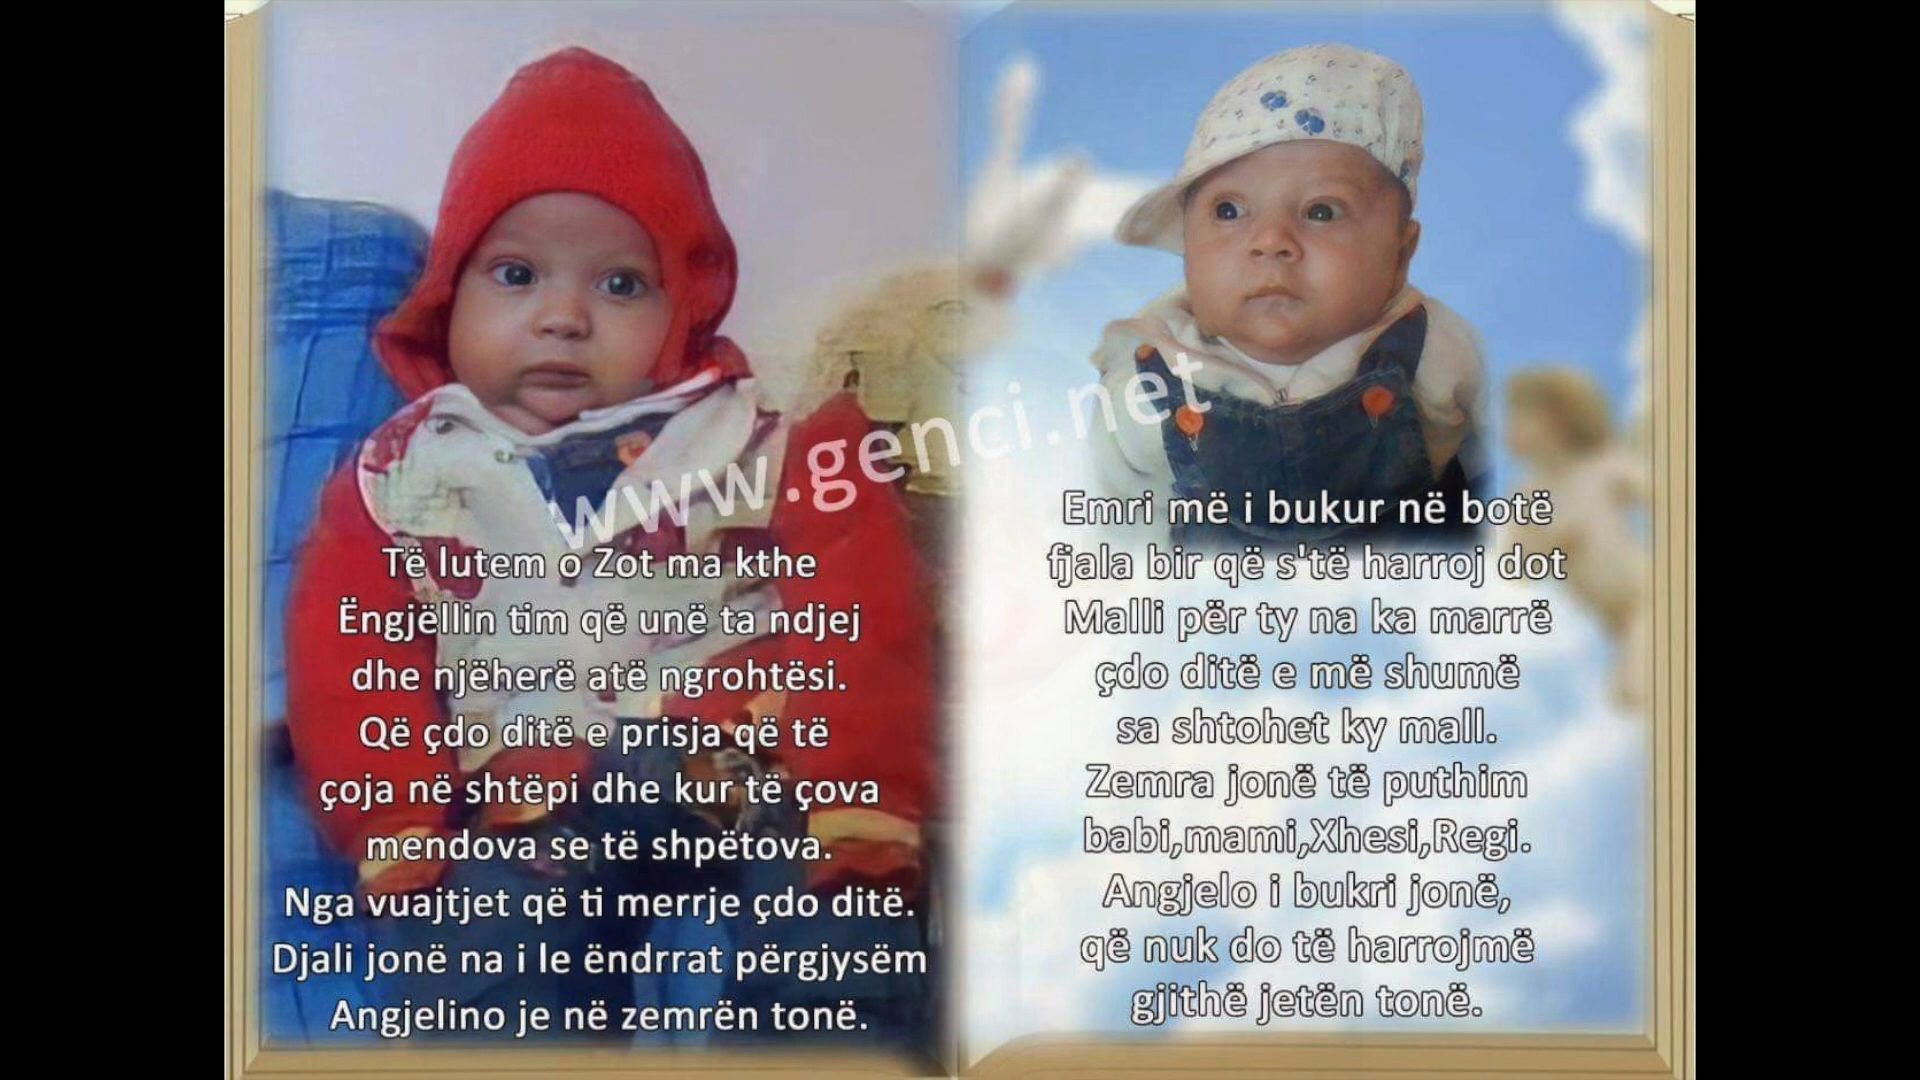 www.genci.net
Të lutem o Zot ma kthe
Ëngjëllin tim që unë ta ndjej
dhe njëherë atë ngrohtësi.
Që çdo ditë e prisja që të
çoja në shtëpi dhe kur të çova
mendova se të shpëtova.
Nga vuajtjet që ti merrje çdo ditë.
Djali jonë na i le ëndrrat përgjysëm
Angjelino je në zemrën tonë.
Emri më i bukur në botë
fjala bir që s'të harroj dot
Malli për ty na ka marrë
çdo ditë e më shumë
sa shtohet ky mall.
Zemra jonë të puthim
babi,mami,Xhesi,Regi.
Angjelo i bukri jonë,
që nuk do të harrojmë
gjithë jetën tonë.